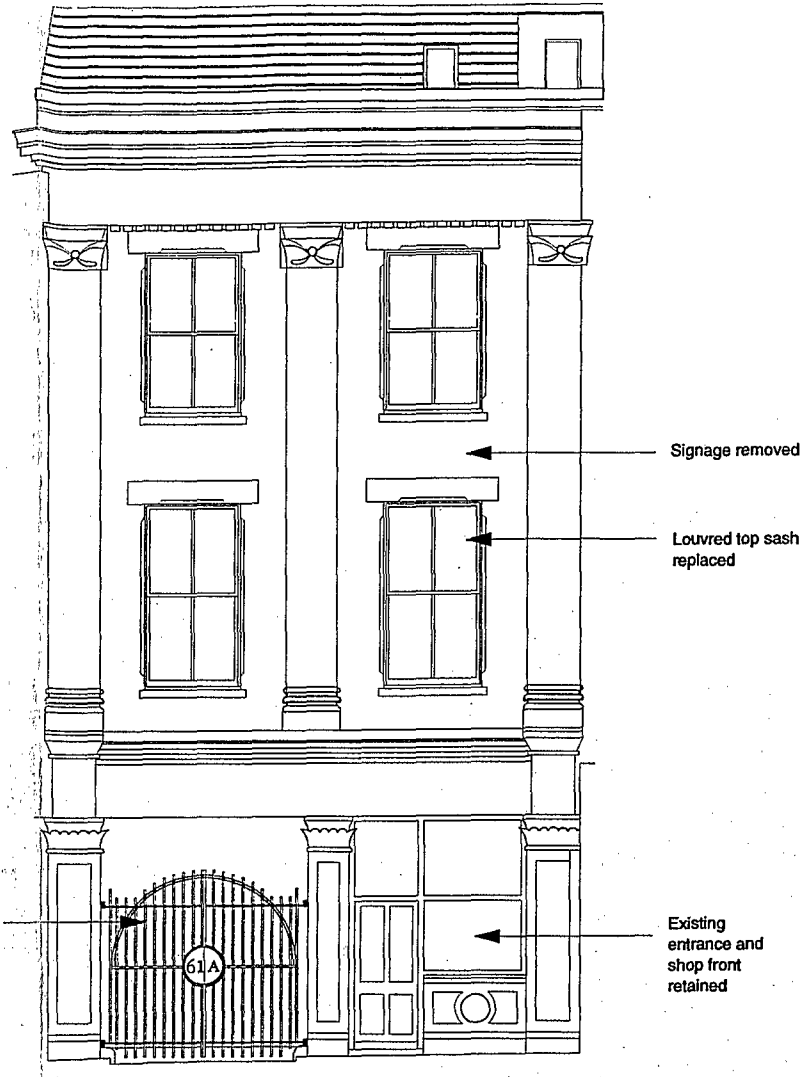 Signage removed
Louvred top sash
replaced
61A
Existing
entrance and
shop front
retained